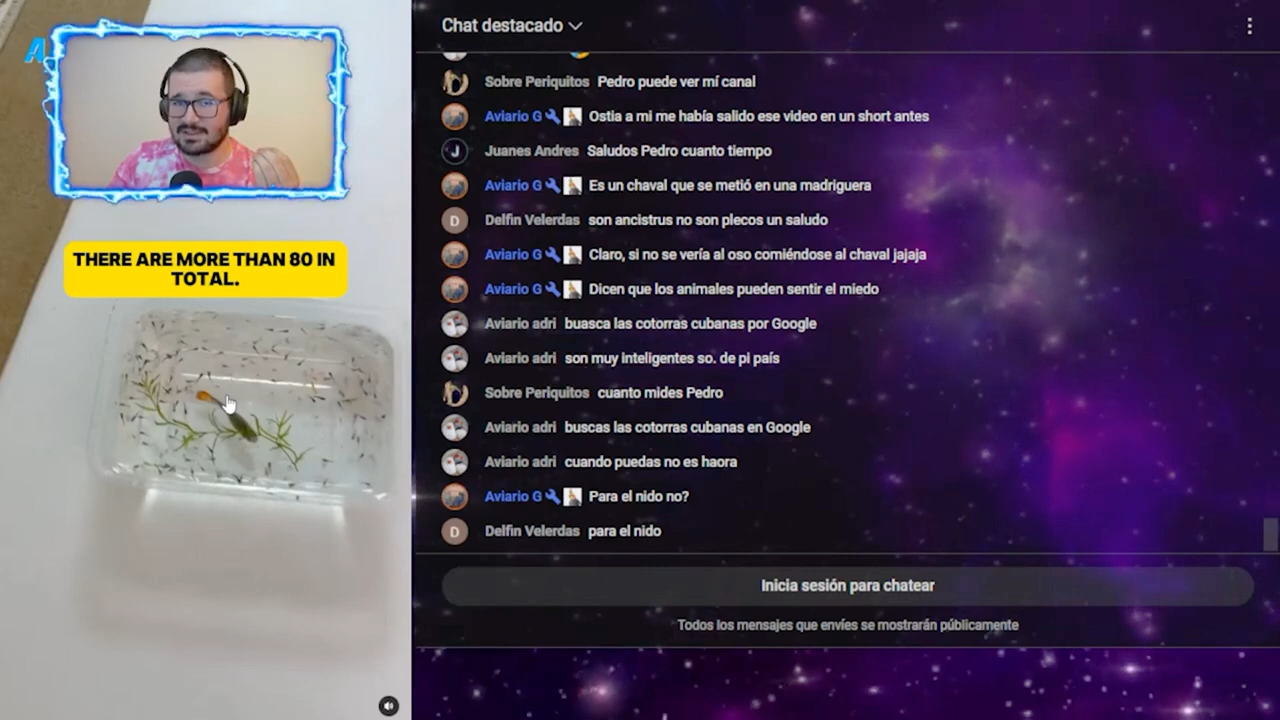 A
THERE ARE MORE THAN 80 IN
TOTAL.
Chat destacado
Sobre Periquitos Pedro puede ver mí canal
Aviario G Ostia a mi me había salido ese video en un short antes
J Juanes Andres Saludos Pedro cuanto tiempo
Aviario G Es un chaval que se metió en una madriguera
D Delfin Velerdas son ancistrus no son plecos un saludo
Aviario G Claro, si no se vería al oso comiéndose al chaval jajaja
Aviario G Dicen que los animales pueden sentir el miedo
Aviario adri buasca las cotorras cubanas por Google
Aviario adri son muy inteligentes so. de pi país
Sobre Periquitos cuanto mides Pedro
Aviario adri buscas las cotorras cubanas en Google
Aviario adri cuando puedas no es haora
Aviario G Para el nido no?
D Delfin Velerdas para el nido
Inicia sesión para chatear
Todos los mensajes que envíes se mostrarán públicamente